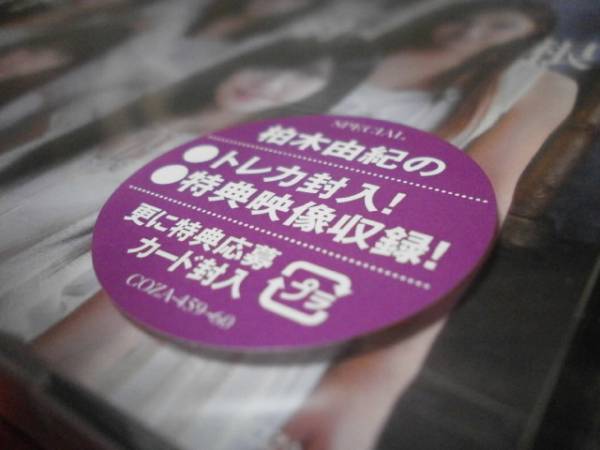 SPECIAL
柏木由紀の
●トレカ封入!
●特典映像収録!
更に特典応募
カード封入
プラ
COZA-459~60